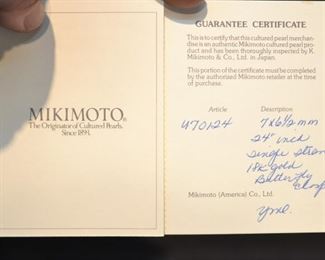 MIKIMOTO®
The Originator of Cultured Pearls.
Since 1893.
GUARANTEE CERTIFICATE
This is to certify that this cultured pearl merchan-
dise is an authentic Mikimoto cultured pearl pro-
duct and has been thoroughly inspected by K.
Mikimoto & Co., Ltd. in Japan.
This portion of the certificate must be completed
by the authorized Mikimoto retailer at the time
of purchase.
Article Description
U70124 7x6½mm
24" inch
Single Stran
18K gold
Butterfly
Clasp
Mikimoto (America) Co., Ltd.